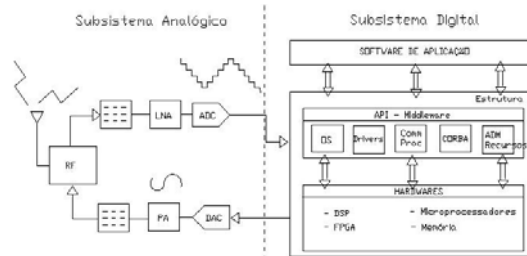 Subsistema Analógico
Subsistema Digital
SOFTWARE DE APLICAÇÃO
Estrutura
API - Middleware
OS
Drivers
Comm
Proc
CORBA
ADM
Recursos
LNA
ADC
RF
PA
DAC
HARDWARES
- DSP
- Microprocessadores
- FPGA
- Memória